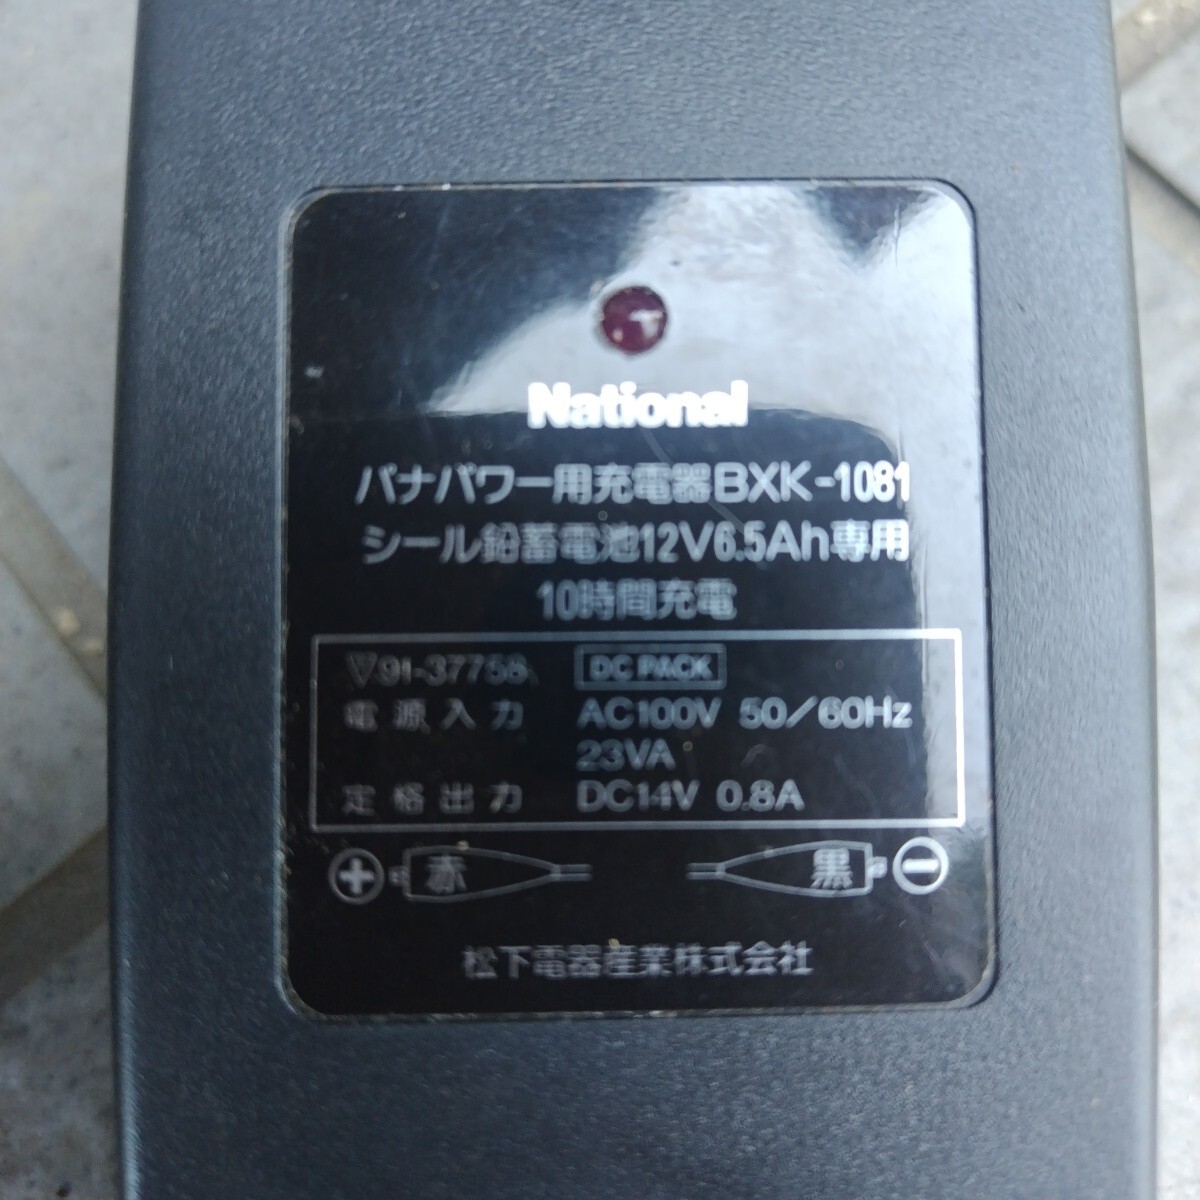 National
パナパワー用充電器BXK-1081
シール鉛蓄電池12V6.5Ah専用
10時間充電
▽91-37756 DC PACK
電源入力 AC100V 50/60Hz
23VA
定格出力 DC14V 0.8A
⊕ 赤 黒 ⊖
松下電器産業株式会社